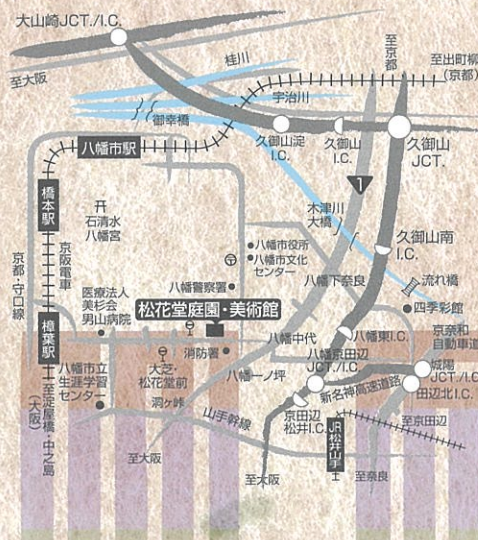 大山崎JCT./I.C.
至大阪
桂川
至京都
至出町柳
(京都)
宇治川
御幸橋
久御山淀
I.C.
久御山
I.C.
久御山
JCT.
八幡市駅
1
橋本駅
石清水
八幡宮
木津川
大橋
久御山南
I.C.
八幡市役所
八幡市文化
センター
京都・守口線
京阪電車
八幡警察署
八幡下奈良
流れ橋
医療法人
美杉会
男山病院
松花堂庭園・美術館
四季彩館
樟葉駅
消防署
八幡中代
八幡東I.C.
京奈和
自動車道
八幡市立
生涯学習
センター
大芝・
松花堂前
八幡一ノ坪
八幡京田辺
JCT./I.C.
城陽
JCT./I.C.
新名神高速道路
田辺北I.C.
至淀屋橋・中之島
(大阪)
洞ヶ峠
山手幹線
京田辺
松井I.C.
JR松井山手
至京田辺
至大阪
至大阪
至奈良